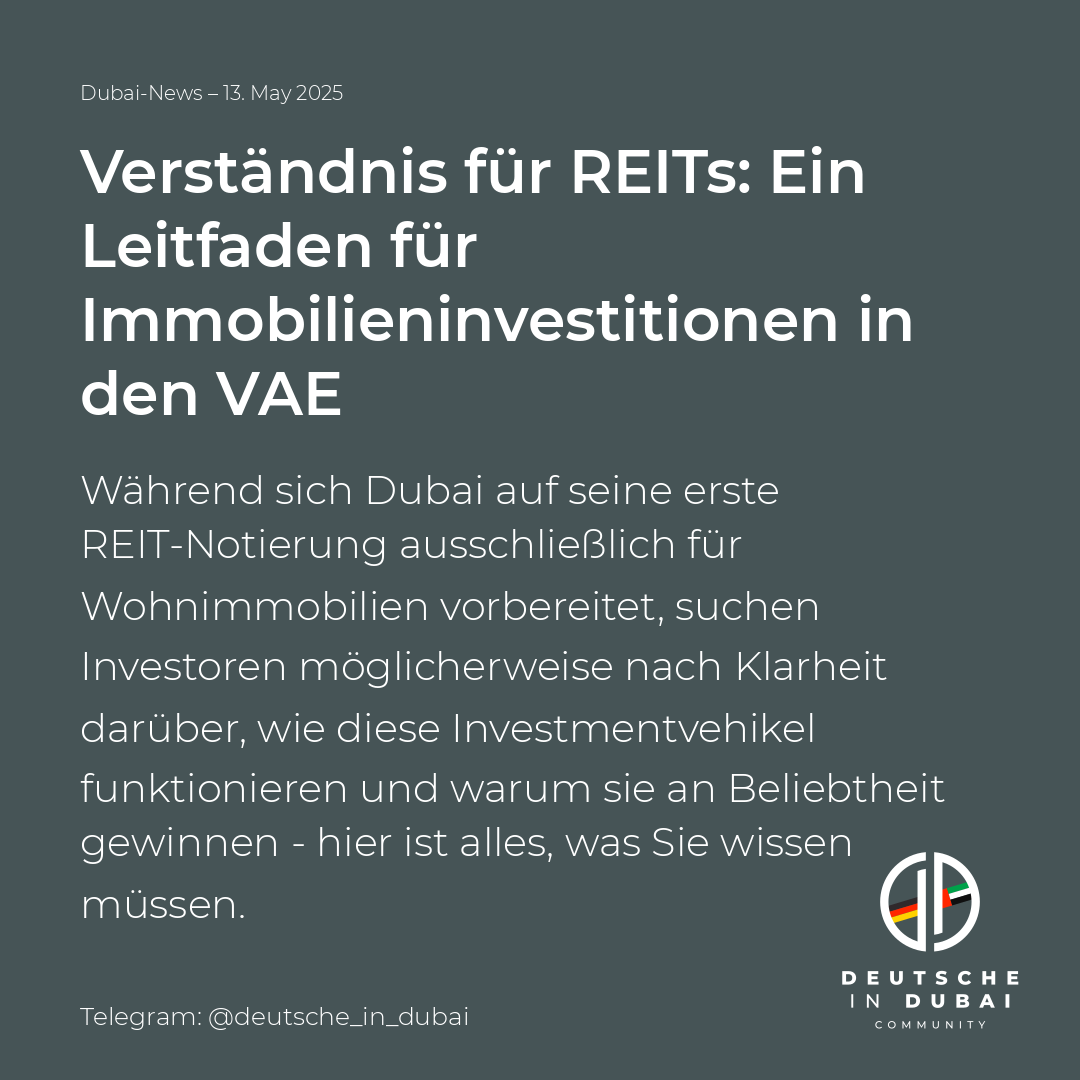 Dubai-News – 13. May 2025
Verständnis für REITs: Ein
Leitfaden für
Immobilieninvestitionen in
den VAE
Während sich Dubai auf seine erste
REIT-Notierung ausschließlich für
Wohnimmobilien vorbereitet, suchen
Investoren möglicherweise nach Klarheit
darüber, wie diese Investmentvehikel
funktionieren und warum sie an Beliebtheit
gewinnen - hier ist alles, was Sie wissen
müssen.
DEUTSCHE
IN DUBAI
COMMUNITY
Telegram: @deutsche_in_dubai